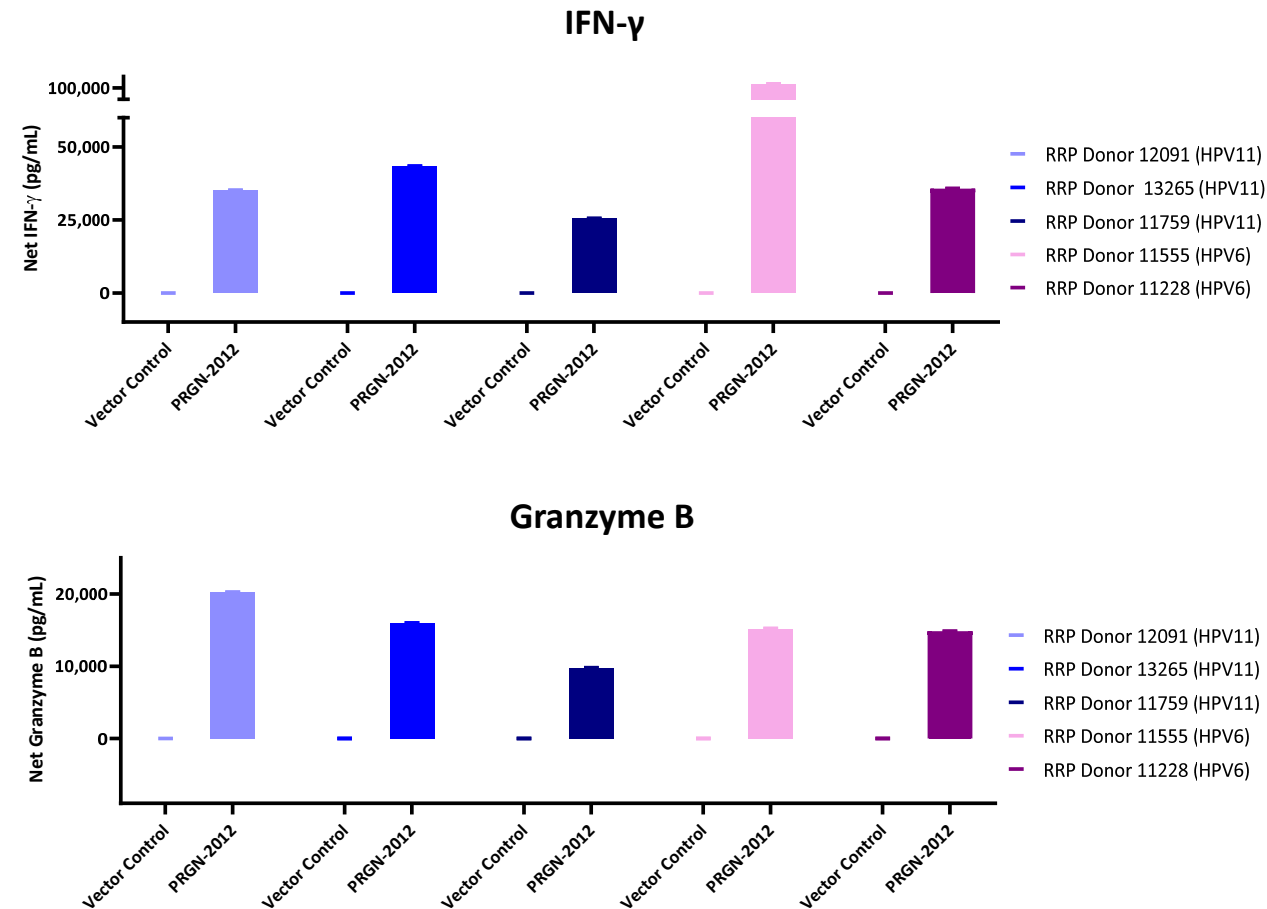 IFN-γ
Net IFN-γ (pg/mL)
100,000
50,000
25,000
0
Vector Control
PRGN-2012
Vector Control
PRGN-2012
Vector Control
PRGN-2012
Vector Control
PRGN-2012
Vector Control
PRGN-2012
RRP Donor 12091 (HPV11)
RRP Donor 13265 (HPV11)
RRP Donor 11759 (HPV11)
RRP Donor 11555 (HPV6)
RRP Donor 11228 (HPV6)
Granzyme B
Net Granzyme B (pg/mL)
20,000
10,000
0
Vector Control
PRGN-2012
Vector Control
PRGN-2012
Vector Control
PRGN-2012
Vector Control
PRGN-2012
Vector Control
PRGN-2012
RRP Donor 12091 (HPV11)
RRP Donor 13265 (HPV11)
RRP Donor 11759 (HPV11)
RRP Donor 11555 (HPV6)
RRP Donor 11228 (HPV6)